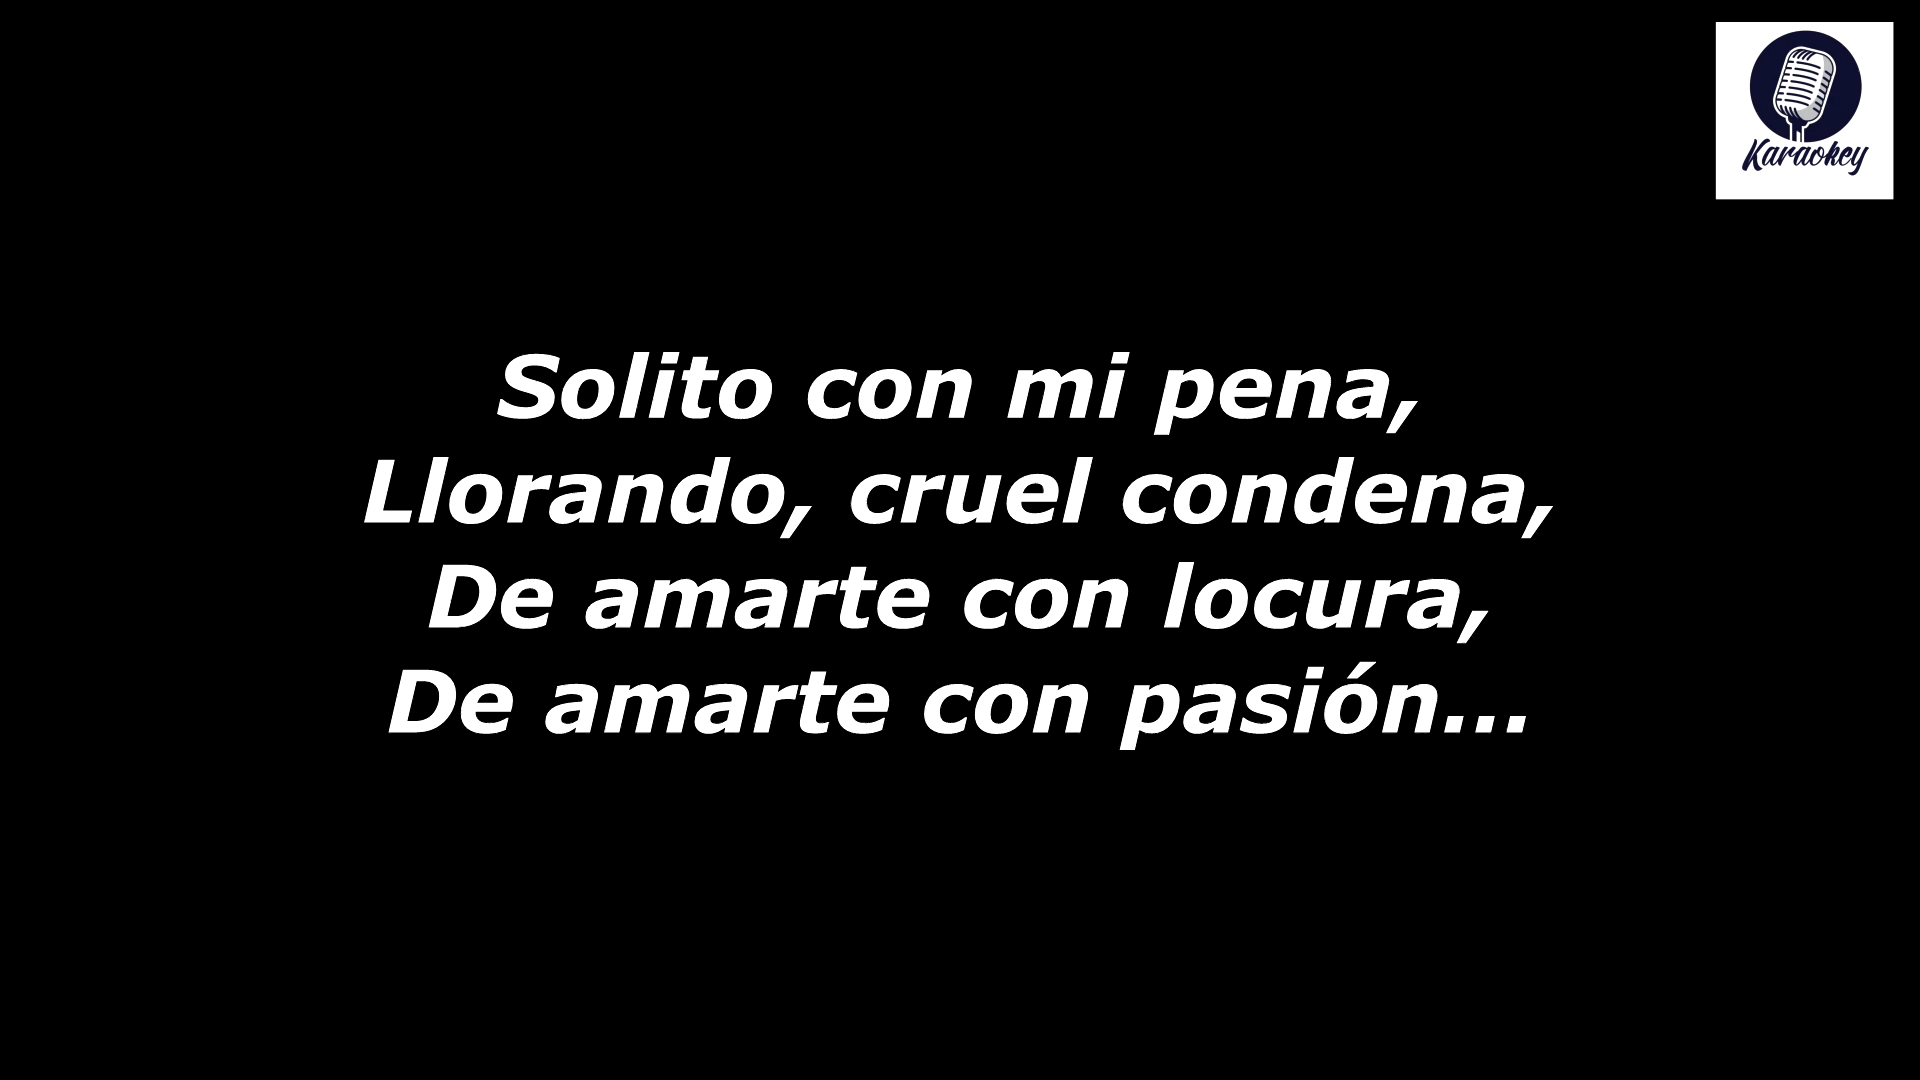 Karaokey
Solito con mi pena,
Llorando, cruel condena,
De amarte con locura,
De amarte con pasión...